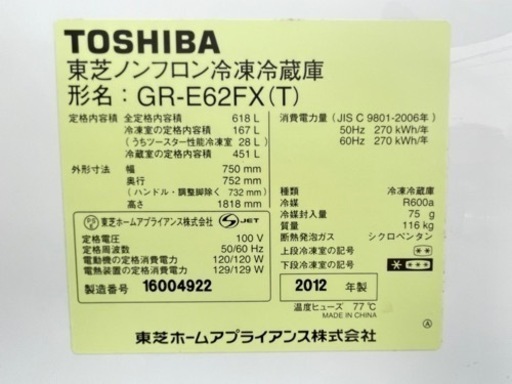 TOSHIBA
東芝ノンフロン冷凍冷蔵庫
形名：GR-E62FX(T)
定格内容積 全定格内容積 618 L
冷凍室の定格内容積 167 L
(うちツースター性能冷凍室 28 L)
冷蔵室の定格内容積 451 L
外形寸法 幅 750 mm
奥行 752 mm
(ハンドル・調整脚除く 732 mm)
高さ 1818 mm
消費電力量 (JIS C 9801-2006年)
50Hz 270 kWh/年
60Hz 270 kWh/年
種類 冷凍冷蔵庫
冷媒 R600a
冷媒封入量 75 g
質量 116 kg
断熱発泡ガス シクロペンタン
上段冷凍室の記号
下段冷凍室の記号
PS E 東芝ホームアプライアンス株式会社 JET
定格電圧 100 V
定格周波数 50/60 Hz
電動機の定格消費電力 120/120 W
電熱装置の定格消費電力 129/129 W
製造番号 16004922
2012 年製
温度ヒューズ 77℃
MADE IN CHINA
東芝ホームアプライアンス株式会社
Ⓐ